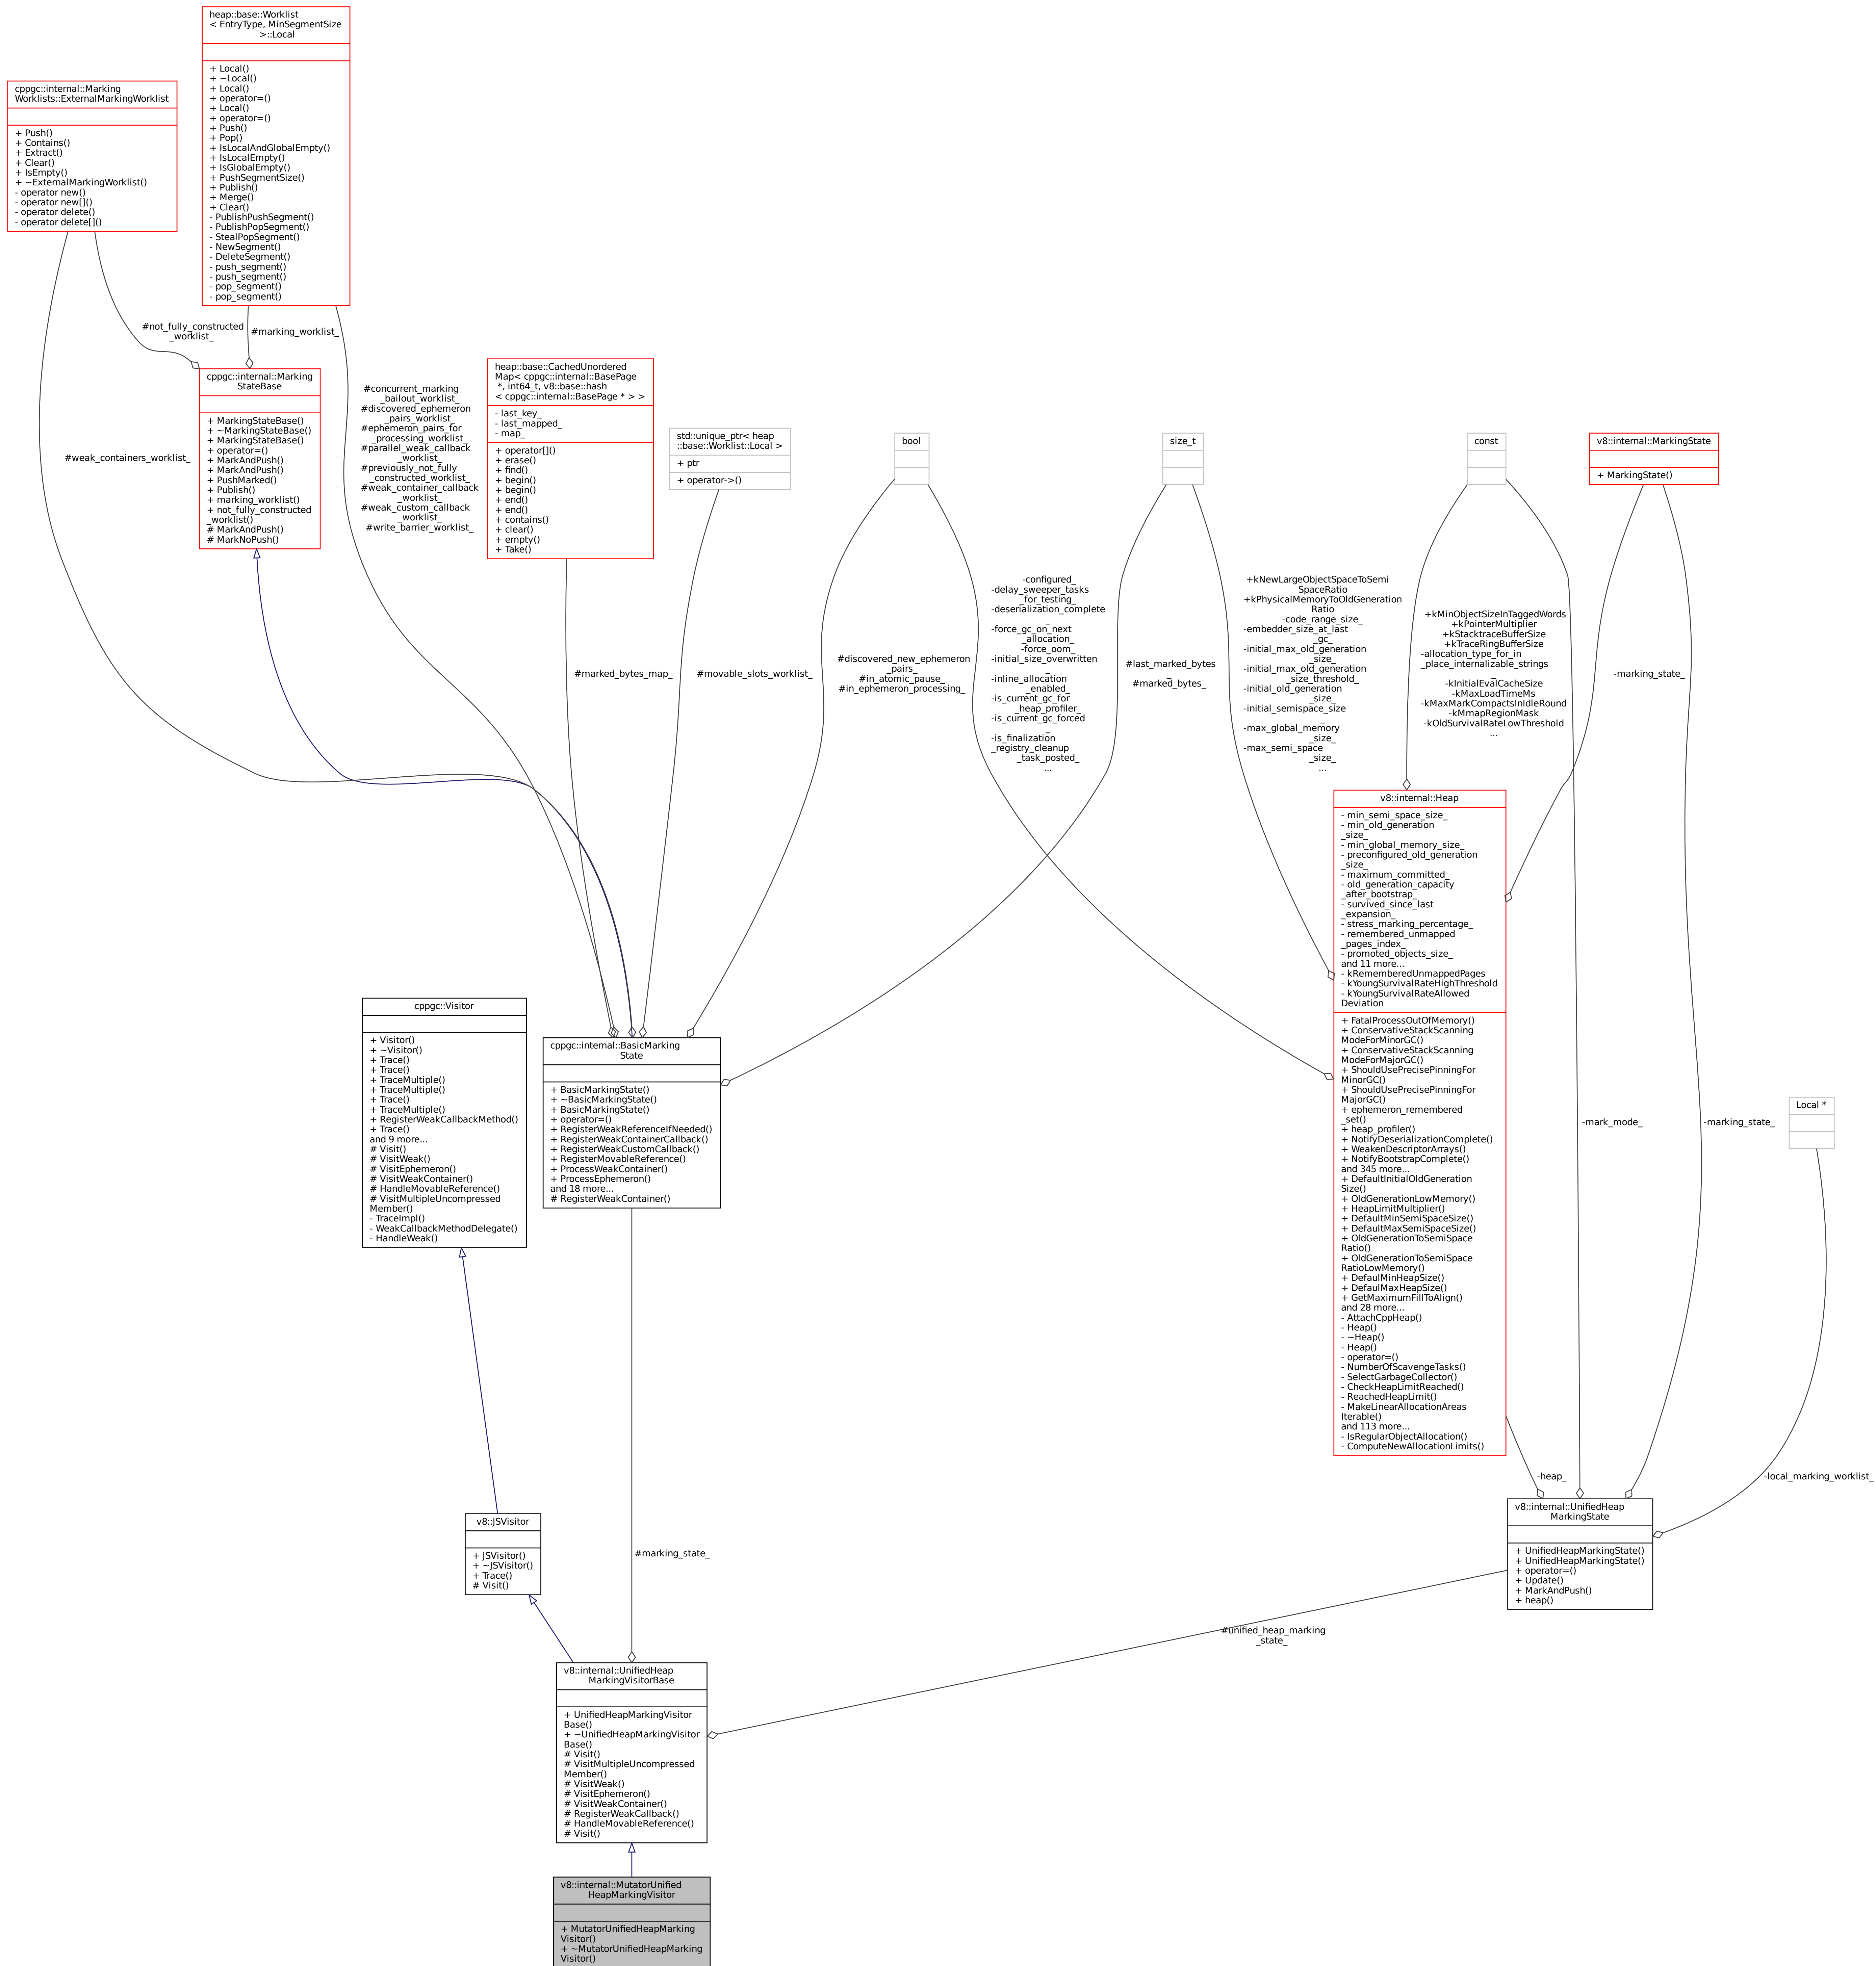 heap::base::Worklist
< EntryType, MinSegmentSize
>::Local
+ Local()
+ ~Local()
+ Local()
+ operator=()
+ Local()
+ operator=()
+ Push()
+ Pop()
+ IsLocalAndGlobalEmpty()
+ IsLocalEmpty()
+ IsGlobalEmpty()
+ PushSegmentSize()
+ Publish()
+ Merge()
+ Clear()
- PublishPushSegment()
- PublishPopSegment()
- StealPopSegment()
- NewSegment()
- DeleteSegment()
- push_segment()
- push_segment()
- pop_segment()
- pop_segment()
cppgc::internal::Marking
Worklists::ExternalMarkingWorklist
+ Push()
+ Contains()
+ Extract()
+ Clear()
+ IsEmpty()
+ ~ExternalMarkingWorklist()
- operator new()
- operator new[]()
- operator delete()
- operator delete[]()
#not_fully_constructed
_worklist_
#marking_worklist_
cppgc::internal::Marking
StateBase
+ MarkingStateBase()
+ ~MarkingStateBase()
+ MarkingStateBase()
+ operator=()
+ MarkAndPush()
+ MarkAndPush()
+ PushMarked()
+ Publish()
+ marking_worklist()
+ not_fully_constructed
_worklist()
# MarkAndPush()
# MarkNoPush()
#weak_containers_worklist_
#concurrent_marking
_bailout_worklist_
#discovered_ephemeron
_pairs_worklist_
#ephemeron_pairs_for
_processing_worklist_
#parallel_weak_callback
_worklist_
#previously_not_fully
_constructed_worklist_
#weak_container_callback
_worklist_
#weak_custom_callback
_worklist_
#write_barrier_worklist_
heap::base::CachedUnordered
Map< cppgc::internal::BasePage
*, int64_t, v8::base::hash
< cppgc::internal::BasePage * > >
- last_key_
- last_mapped_
- map_
+ operator[]()
+ erase()
+ find()
+ begin()
+ begin()
+ end()
+ end()
+ contains()
+ clear()
+ empty()
+ Take()
std::unique_ptr< heap
::base::Worklist::Local >
+ ptr
+ operator->()
bool
size_t
const
v8::internal::MarkingState
+ MarkingState()
#marked_bytes_map_
#movable_slots_worklist_
#discovered_new_ephemeron
_pairs_
#in_atomic_pause_
#in_ephemeron_processing_
-configured_
-delay_sweeper_tasks
_for_testing_
-deserialization_complete
_
-force_gc_on_next
_allocation_
-force_oom_
-initial_size_overwritten
_
-inline_allocation
_enabled_
-is_current_gc_for
_heap_profiler_
-is_current_gc_forced
_
-is_finalization
_registry_cleanup
_task_posted_
...
#last_marked_bytes
_
#marked_bytes_
+kNewLargeObjectSpaceToSemi
SpaceRatio
+kPhysicalMemoryToOldGeneration
Ratio
-code_range_size_
-embedder_size_at_last
_gc_
-initial_max_old_generation
_size_
-initial_max_old_generation
_size_threshold_
-initial_old_generation
_size_
-initial_semispace_size
_
-max_global_memory
_size_
-max_semi_space
_size_
...
+kMinObjectSizeInTaggedWords
+kPointerMultiplier
+kStacktraceBufferSize
+kTraceRingBufferSize
-allocation_type_for_in
_place_internalizable_strings
_
-kInitialEvalCacheSize
-kMaxLoadTimeMs
-kMaxMarkCompactsInIdleRound
-kMmapRegionMask
-kOldSurvivalRateLowThreshold
...
-marking_state_
v8::internal::Heap
- min_semi_space_size_
- min_old_generation
_size_
- min_global_memory_size_
- preconfigured_old_generation
_size_
- maximum_committed_
- old_generation_capacity
_after_bootstrap_
- survived_since_last
_expansion_
- stress_marking_percentage_
- remembered_unmapped
_pages_index_
- promoted_objects_size_
and 11 more...
- kRememberedUnmappedPages
- kYoungSurvivalRateHighThreshold
- kYoungSurvivalRateAllowed
Deviation
+ FatalProcessOutOfMemory()
+ ConservativeStackScanning
ModeForMinorGC()
+ ConservativeStackScanning
ModeForMajorGC()
+ ShouldUsePrecisePinningFor
MinorGC()
+ ShouldUsePrecisePinningFor
MajorGC()
+ ephemeron_remembered
_set()
+ heap_profiler()
+ NotifyDeserializationComplete()
+ WeakenDescriptorArrays()
+ NotifyBootstrapComplete()
and 345 more...
+ DefaultInitialOldGeneration
Size()
+ OldGenerationLowMemory()
+ HeapLimitMultiplier()
+ DefaultMinSemiSpaceSize()
+ DefaultMaxSemiSpaceSize()
+ OldGenerationToSemiSpace
Ratio()
+ OldGenerationToSemiSpace
RatioLowMemory()
+ DefaulMinHeapSize()
+ DefaulMaxHeapSize()
+ GetMaximumFillToAlign()
and 28 more...
- AttachCppHeap()
- Heap()
- ~Heap()
- Heap()
- operator=()
- NumberOfScavengeTasks()
- SelectGarbageCollector()
- CheckHeapLimitReached()
- ReachedHeapLimit()
- MakeLinearAllocationAreas
Iterable()
and 113 more...
- IsRegularObjectAllocation()
- ComputeNewAllocationLimits()
cppgc::Visitor
+ Visitor()
+ ~Visitor()
+ Trace()
+ Trace()
+ TraceMultiple()
+ TraceMultiple()
+ Trace()
+ TraceMultiple()
+ RegisterWeakCallbackMethod()
+ Trace()
and 9 more...
# Visit()
# VisitWeak()
# VisitEphemeron()
# VisitWeakContainer()
# HandleMovableReference()
# VisitMultipleUncompressed
Member()
- TraceImpl()
- WeakCallbackMethodDelegate()
- HandleWeak()
cppgc::internal::BasicMarking
State
+ BasicMarkingState()
+ ~BasicMarkingState()
+ BasicMarkingState()
+ operator=()
+ RegisterWeakReferenceIfNeeded()
+ RegisterWeakContainerCallback()
+ RegisterWeakCustomCallback()
+ RegisterMovableReference()
+ ProcessWeakContainer()
+ ProcessEphemeron()
and 18 more...
# RegisterWeakContainer()
-mark_mode_
-marking_state_
Local *
-heap_
-local_marking_worklist_
v8::JSVisitor
+ JSVisitor()
+ ~JSVisitor()
+ Trace()
# Visit()
#marking_state_
v8::internal::UnifiedHeap
MarkingState
+ UnifiedHeapMarkingState()
+ UnifiedHeapMarkingState()
+ operator=()
+ Update()
+ MarkAndPush()
+ heap()
#unified_heap_marking
_state_
v8::internal::UnifiedHeap
MarkingVisitorBase
+ UnifiedHeapMarkingVisitor
Base()
+ ~UnifiedHeapMarkingVisitor
Base()
# Visit()
# VisitMultipleUncompressed
Member()
# VisitWeak()
# VisitEphemeron()
# VisitWeakContainer()
# RegisterWeakCallback()
# HandleMovableReference()
# Visit()
v8::internal::MutatorUnified
HeapMarkingVisitor
+ MutatorUnifiedHeapMarking
Visitor()
+ ~MutatorUnifiedHeapMarking
Visitor()